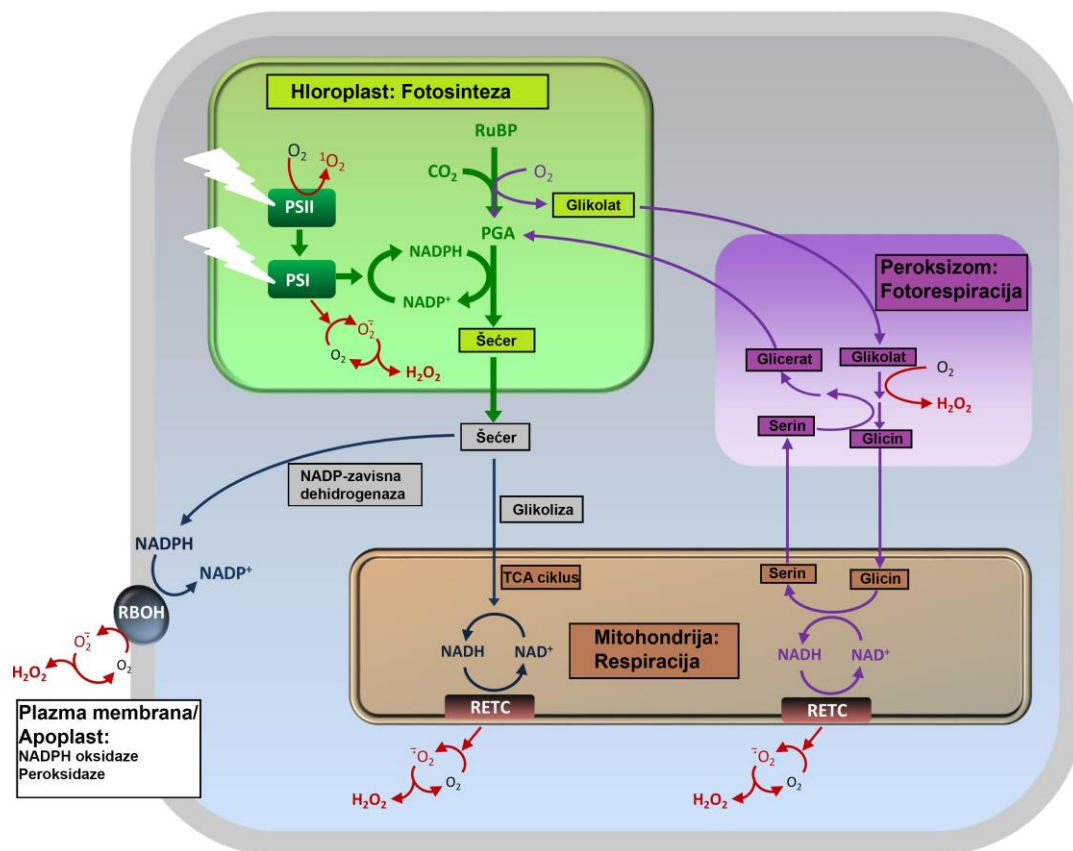 Hloroplast: Fotosinteza
RuBP
O₂
¹O₂
CO₂
O₂
PSII
Glikolat
PGA
NADPH
PSI
NADP⁺
O₂·̄
O₂
H₂O₂
Šećer
Peroksizom:
Fotorespiracija
Glicerat
Glikolat
O₂
H₂O₂
Serin
Glicin
Šećer
NADP-zavisna
dehidrogenaza
Glikoliza
NADPH
NADP⁺
RBOH
O₂·̄
O₂
H₂O₂
Plazma membrana/
Apoplast:
NADPH oksidaze
Peroksidaze
TCA ciklus
Serin
Glicin
Mitohondrija:
Respiracija
NADH
NAD⁺
NADH
NAD⁺
RETC
RETC
·̄O₂
O₂
H₂O₂
·̄O₂
O₂
H₂O₂